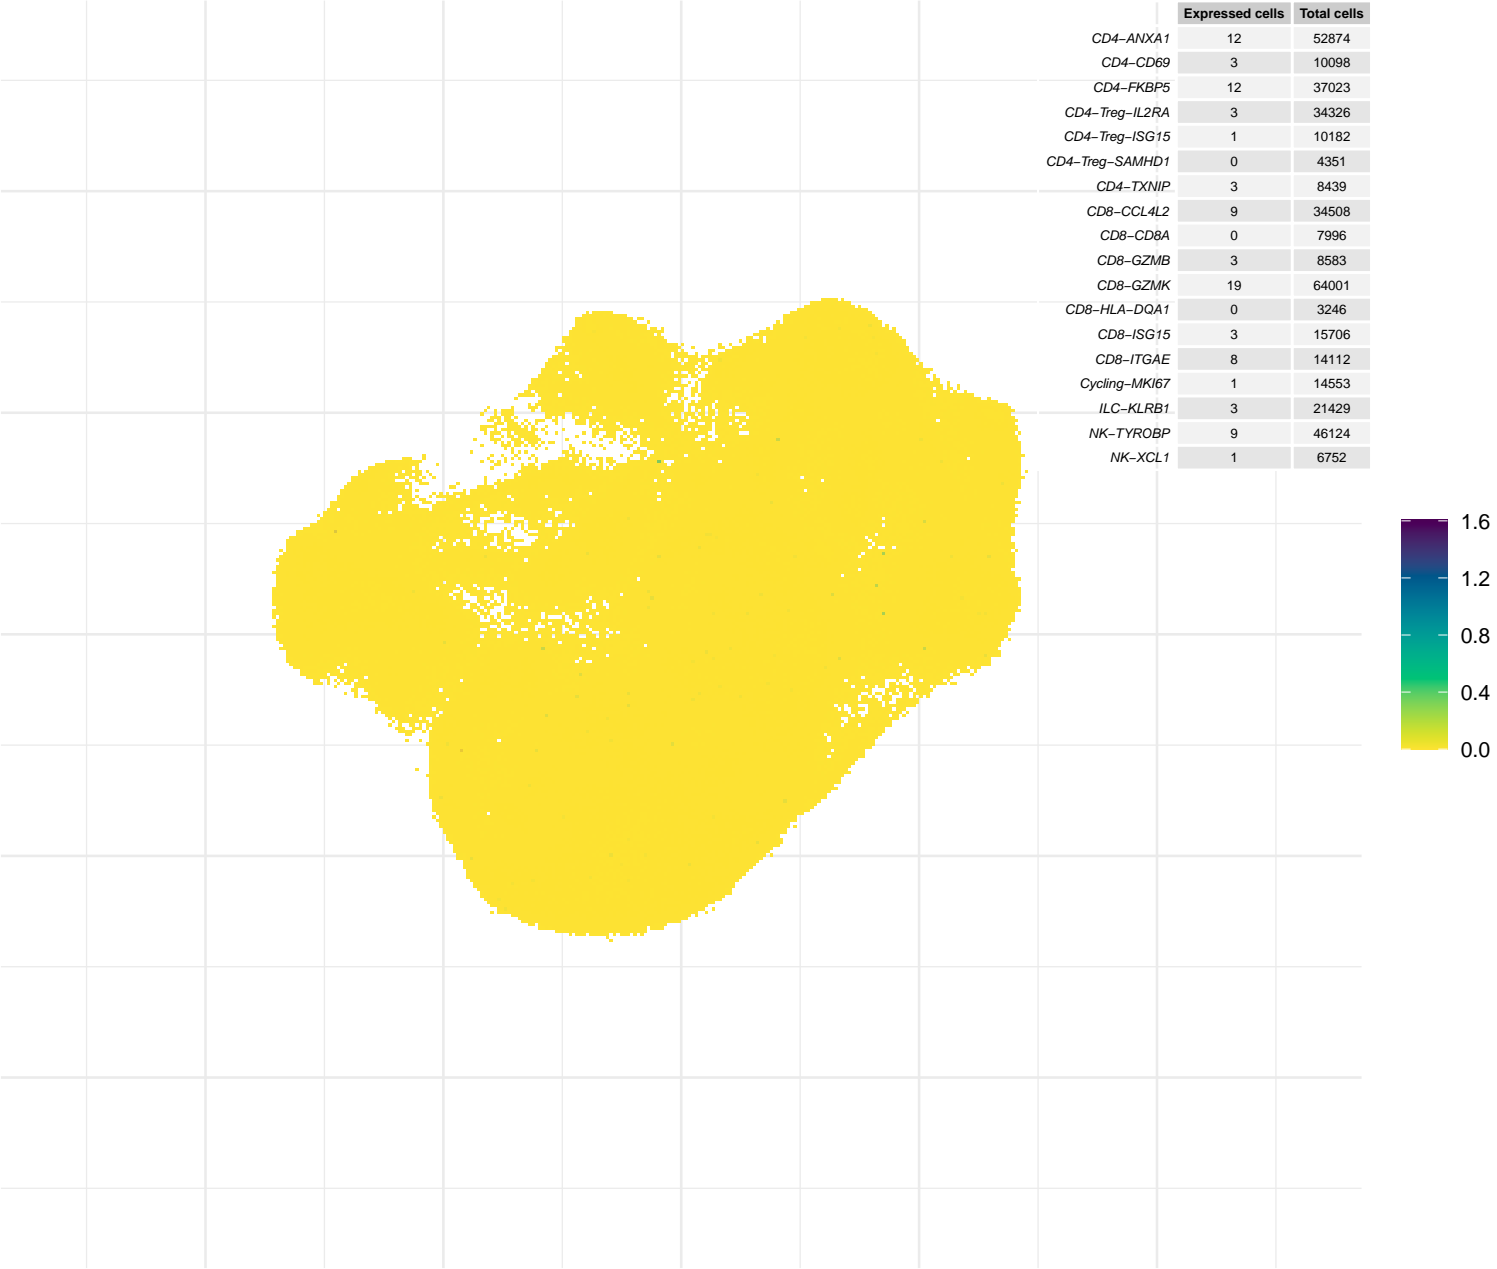 Expressed cells Total cells
CD4−ANXA1 12 52874
CD4−CD69 3 10098
CD4−FKBP5 12 37023
CD4−Treg−IL2RA 3 34326
CD4−Treg−ISG15 1 10182
CD4−Treg−SAMHD1 0 4351
CD4−TXNIP 3 8439
CD8−CCL4L2 9 34508
CD8−CD8A 0 7996
CD8−GZMB 3 8583
CD8−GZMK 19 64001
CD8−HLA−DQA1 0 3246
CD8−ISG15 3 15706
CD8−ITGAE 8 14112
Cycling−MKI67 1 14553
ILC−KLRB1 3 21429
NK−TYROBP 9 46124
NK−XCL1 1 6752
1.6
1.2
0.8
0.4
0.0